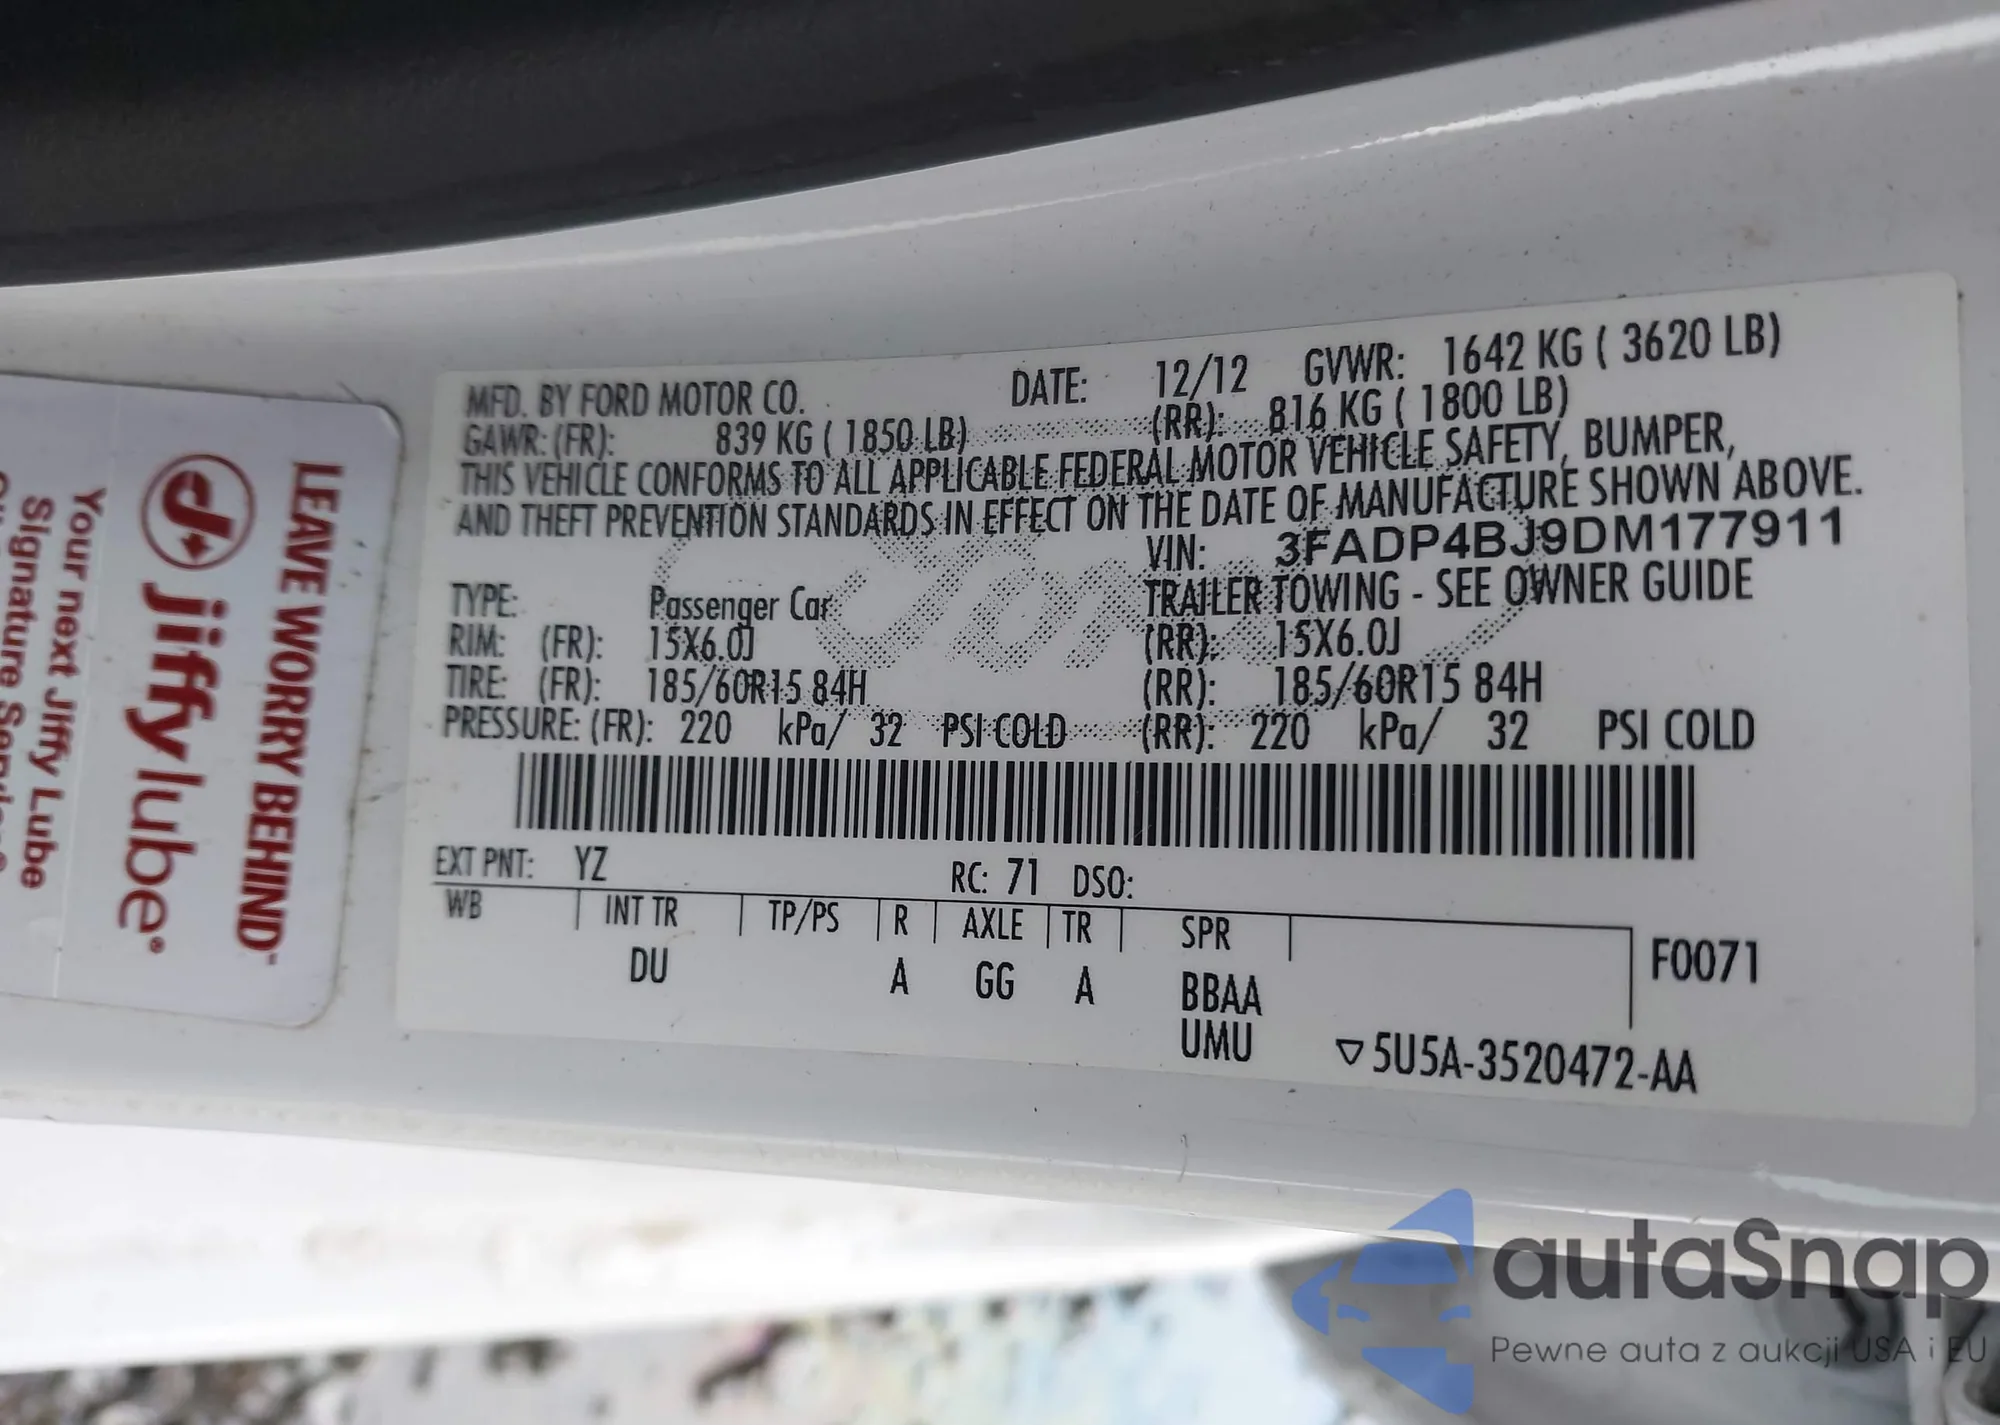 MFD. BY FORD MOTOR CO. DATE: 12/12 GVWR: 1642 KG ( 3620 LB)
GAWR: (FR): 839 KG ( 1850 LB) (RR): 816 KG ( 1800 LB)
THIS VEHICLE CONFORMS TO ALL APPLICABLE FEDERAL MOTOR VEHICLE SAFETY, BUMPER,
AND THEFT PREVENTION STANDARDS IN EFFECT ON THE DATE OF MANUFACTURE SHOWN ABOVE.
VIN: 3FADP4BJ9DM177911
TYPE: Passenger Car TRAILER TOWING - SEE OWNER GUIDE
RIM: (FR): 15X6.0J (RR): 15X6.0J
TIRE: (FR): 185/60R15 84H (RR): 185/60R15 84H
PRESSURE: (FR): 220 kPa/ 32 PSI COLD (RR): 220 kPa/ 32 PSI COLD
EXT PNT: YZ RC: 71 DSO:
WB INT TR TP/PS R AXLE TR SPR
DU A GG A BBAA
UMU
F0071
▽5U5A-3520472-AA
LEAVE WORRY BEHIND™
jiffylube®
Your next Jiffy Lube
Signature
autaSnap
Pewne auta z aukcji USA i EU